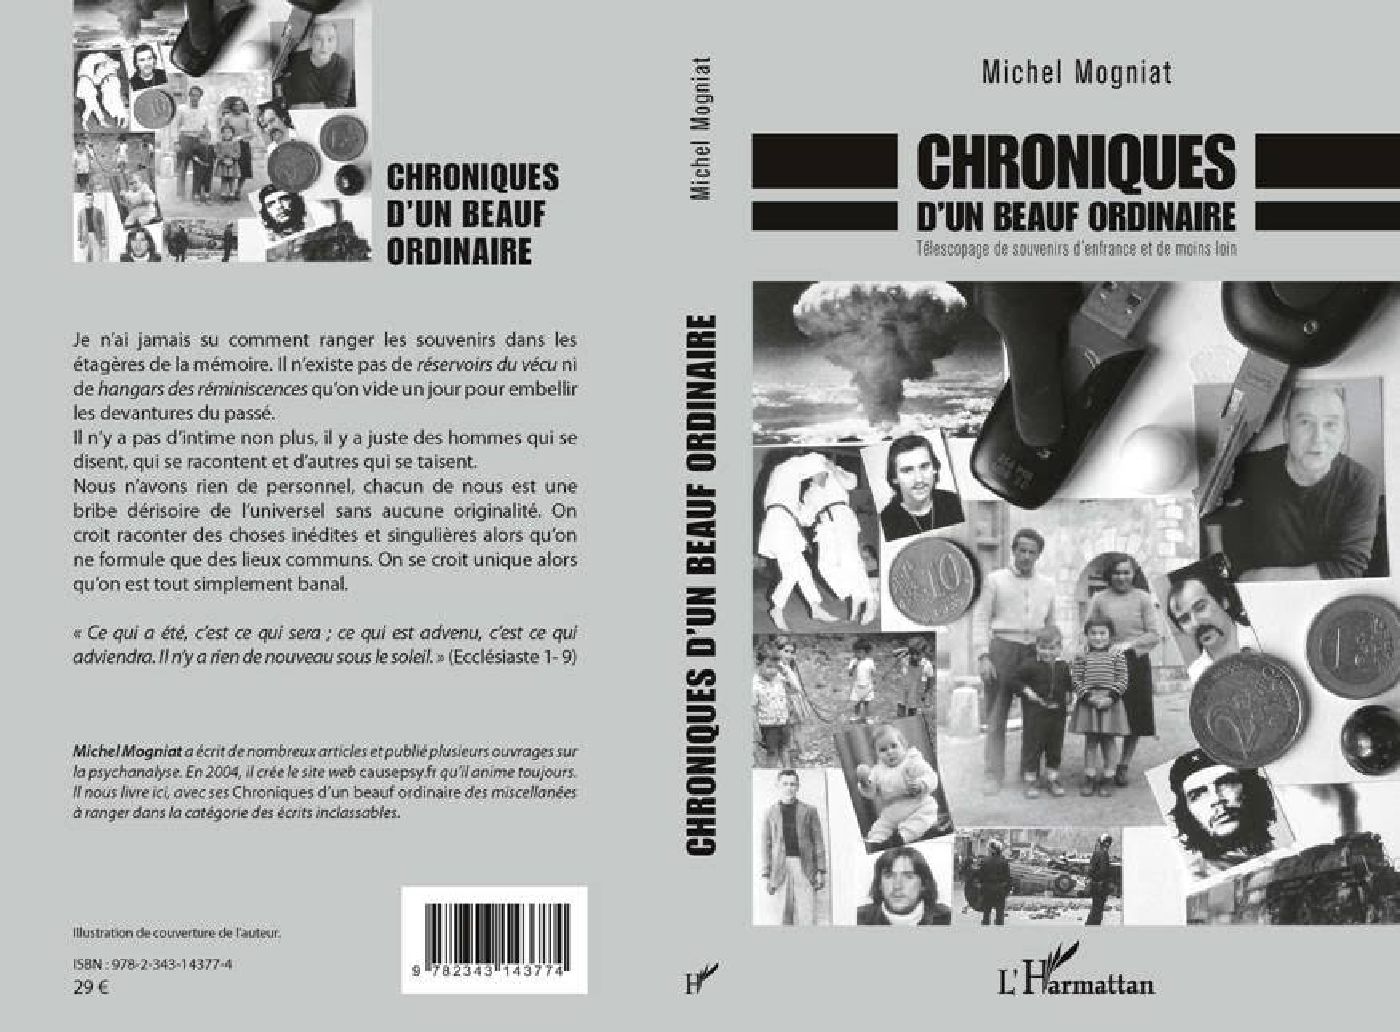 CHRONIQUES
D'UN BEAUF
ORDINAIRE
Je n'ai jamais su comment ranger les souvenirs dans les
étagères de la mémoire. Il n'existe pas de réservoirs du vécu ni
de hangars des réminiscences qu'on vide un jour pour embellir
les devantures du passé.
Il n'y a pas d'intime non plus, il y a juste des hommes qui se
disent, qui se racontent et d'autres qui se taisent.
Nous n'avons rien de personnel, chacun de nous est une
bribe dérisoire de l'universel sans aucune originalité. On
croit raconter des choses inédites et singulières alors qu'on
ne formule que des lieux communs. On se croit unique alors
qu'on est tout simplement banal.
« Ce qui a été, c'est ce qui sera ; ce qui est advenu, c'est ce qui
adviendra. Il n'y a rien de nouveau sous le soleil. » (Ecclésiaste 1- 9)
Michel Mogniat a écrit de nombreux articles et publié plusieurs ouvrages sur
la psychanalyse. En 2004, il crée le site web causepsy.fr qu'il anime toujours.
Il nous livre ici, avec ses Chroniques d'un beauf ordinaire des miscellanées
à ranger dans la catégorie des écrits inclassables.
Illustration de couverture de l'auteur.
ISBN : 978-2-343-14377-4
29 €
9 782343 143774
Michel Mogniat
CHRONIQUES D'UN BEAUF ORDINAIRE
H
Michel Mogniat
CHRONIQUES
D'UN BEAUF ORDINAIRE
Télescopage de souvenirs d'enfrance et de moins loin
10
1
2
L'Harmattan